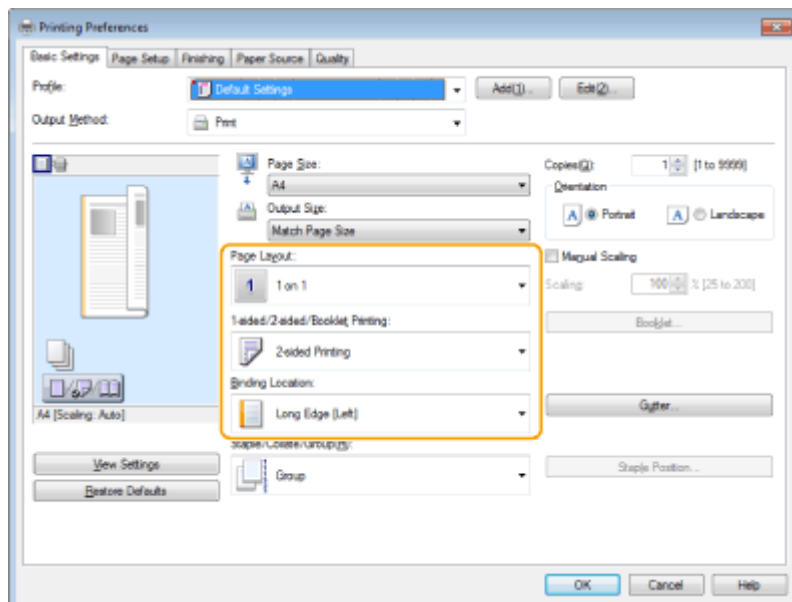 Printing Preferences
Basic Settings Page Setup Finishing Paper Source Quality
Profile: Default Settings Add(1)... Edit(2)...
Output Method: Print
Page Size:
A4
Output Size:
Match Page Size
Copies(Q): 1 [1 to 9999]
Orientation
A Portrait A Landscape
Page Layout:
1 1 on 1
Manual Scaling
Scaling: 100 % [25 to 200]
1-sided/2-sided/Booklet Printing:
2-sided Printing
Booklet...
Binding Location:
Long Edge (Left)
Gutter...
A4 [Scaling: Auto]
Staple/Collate/Group(R):
Group
Staple Position...
View Settings
Restore Defaults
OK Cancel Help